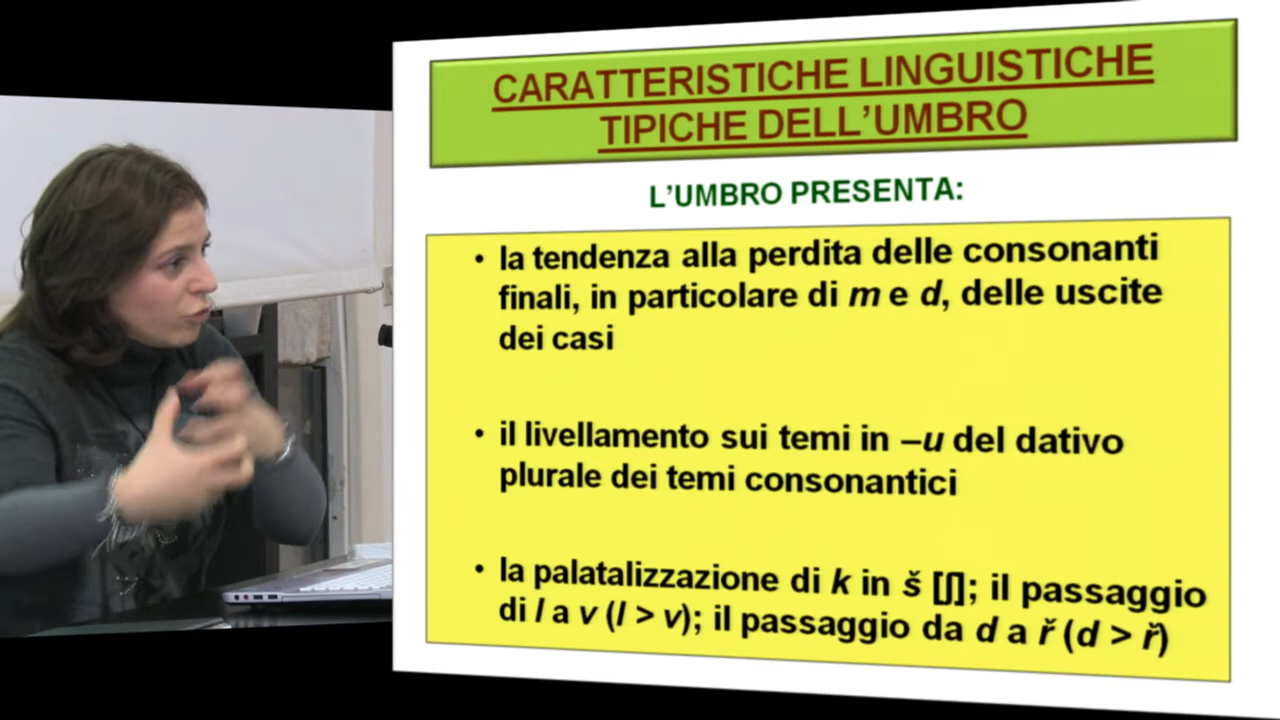 CARATTERISTICHE LINGUISTICHE
TIPICHE DELL’UMBRO
L’UMBRO PRESENTA:
• la tendenza alla perdita delle consonanti
finali, in particolare di m e d, delle uscite
dei casi
• il livellamento sui temi in –u del dativo
plurale dei temi consonantici
• la palatalizzazione di k in š [ʃ]; il passaggio
di l a v (l > v); il passaggio da d a ř (d > ř)